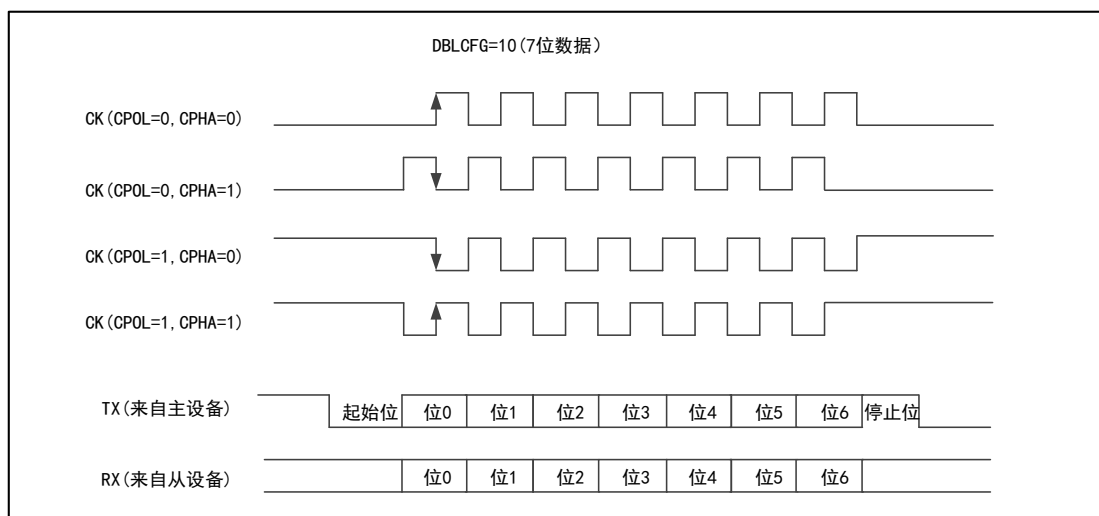 DBLCFG=10(7位数据)
CK(CPOL=0, CPHA=0)
CK(CPOL=0, CPHA=1)
CK(CPOL=1, CPHA=0)
CK(CPOL=1, CPHA=1)
TX(来自主设备) 起始位 位0 位1 位2 位3 位4 位5 位6 停止位
RX(来自从设备) 位0 位1 位2 位3 位4 位5 位6